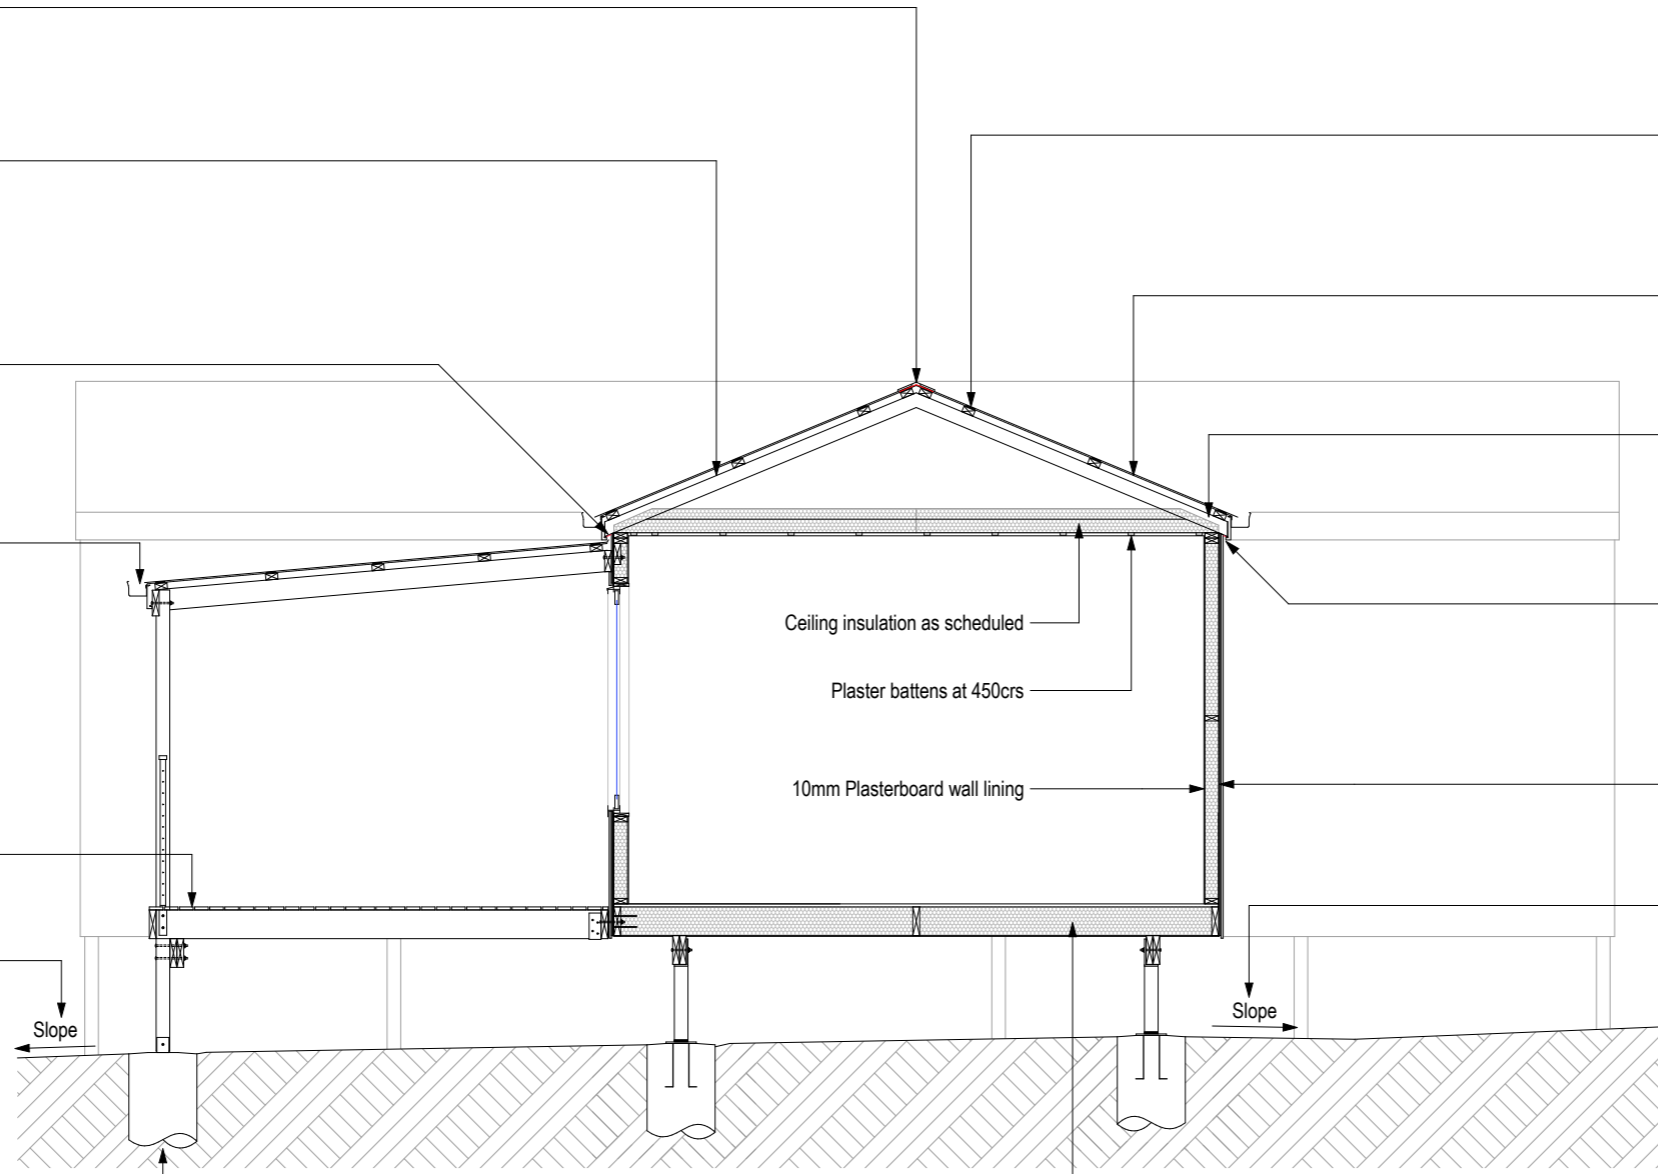 Ceiling insulation as scheduled
Plaster battens at 450crs
10mm Plasterboard wall lining
Slope
Slope